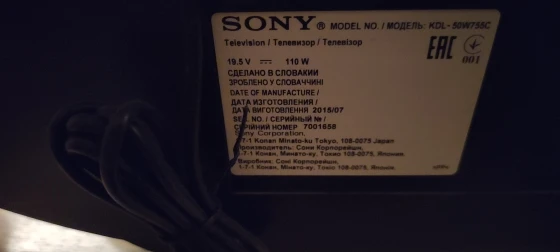 SONY® MODEL NO. / МОДЕЛЬ: KDL-50W755C
Television / Телевизор / Телевізор
19.5 V ⎓ 110 W
EAC
001
СДЕЛАНО В СЛОВАКИИ
ЗРОБЛЕНО У СЛОВАЧЧИНІ
DATE OF MANUFACTURE /
ДАТА ИЗГОТОВЛЕНИЯ /
ДАТА ВИГОТОВЛЕННЯ 2015/07
SER. NO. / СЕРИЙНЫЙ № /
СЕРІЙНИЙ НОМЕР 7001658
Sony Corporation,
1-7-1 Konan Minato-ku Tokyo, 108-0075 Japan
Производитель: Сони Корпорейшн,
1-7-1 Конан, Минато-ку, Токио 108-0075, Япония.
Виробник: Соні Корпорейшн,
1-7-1 Конан, Мінато-ку, Токіо 108-0075, Японія.